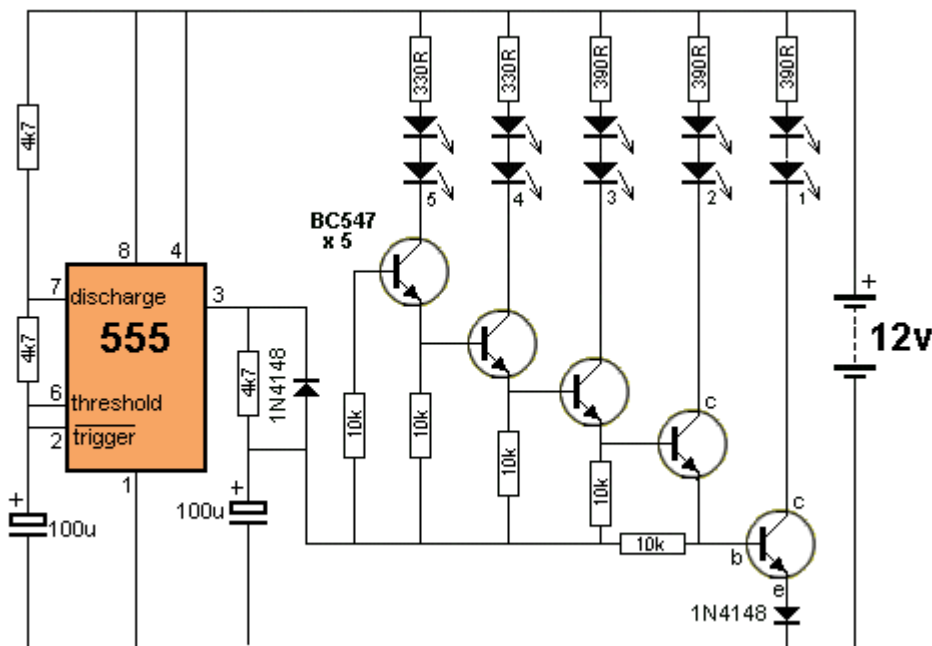 330R
330R
390R
390R
390R
4k7
5
4
3
2
1
BC547
x 5
8
4
7
discharge
3
+
555
12v
4k7
4k7
1N4148
6
threshold
2
trigger
10k
10k
c
10k
10k
1
+
100u
+
100u
c
10k
b
e
1N4148